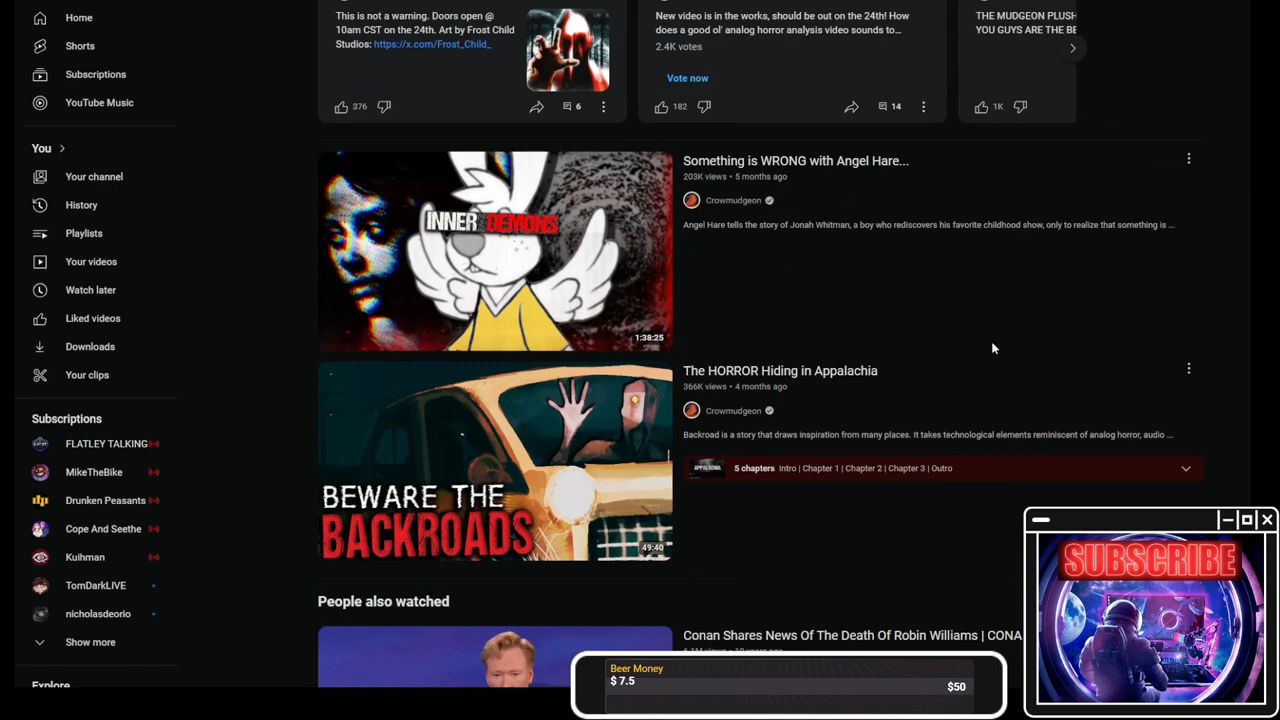 Home
Shorts
Subscriptions
YouTube Music
You
Your channel
History
Playlists
Your videos
Watch later
Liked videos
Downloads
Your clips
Subscriptions
FLATLEY TALKING
MikeTheBike
Drunken Peasants
Cope And Seethe
Kuihman
TomDarkLIVE
nicholasdeorio
Show more
Explore
This is not a warning. Doors open @
10am CST on the 24th. Art by Frost Child
Studios: https://x.com/Frost_Child_
376
6
New video is in the works, should be out on the 24th! How
does a good ol' analog horror analysis video sounds to...
2.4K votes
Vote now
182
14
THE MUDGEON PLUSH
YOU GUYS ARE THE BE
1K
INNER DEMONS
1:38:25
Something is WRONG with Angel Hare...
203K views • 5 months ago
Crowmudgeon
Angel Hare tells the story of Jonah Whitman, a boy who rediscovers his favorite childhood show, only to realize that something is ...
BEWARE THE
BACKROADS
49:40
The HORROR Hiding in Appalachia
366K views • 4 months ago
Crowmudgeon
Backroad is a story that draws inspiration from many places. It takes technological elements reminiscent of analog horror, audio ...
APPALACHIA
5 chapters Intro | Chapter 1 | Chapter 2 | Chapter 3 | Outro
People also watched
Conan Shares News Of The Death Of Robin Williams | CONA
SUBSCRIBE
Beer Money
$ 7.5
$50